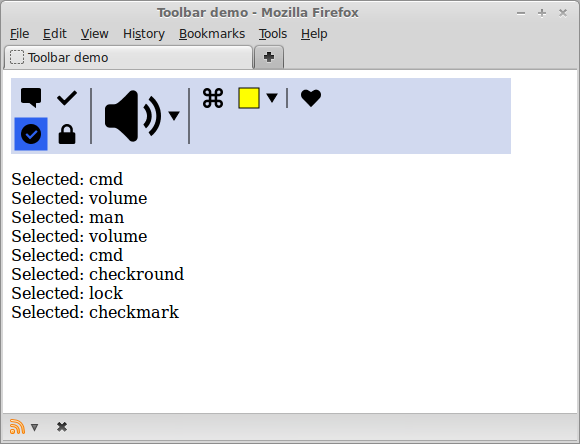 Toolbar demo - Mozilla Firefox
File Edit View History Bookmarks Tools Help
Toolbar demo
Selected: cmd
Selected: volume
Selected: man
Selected: volume
Selected: cmd
Selected: checkround
Selected: lock
Selected: checkmark